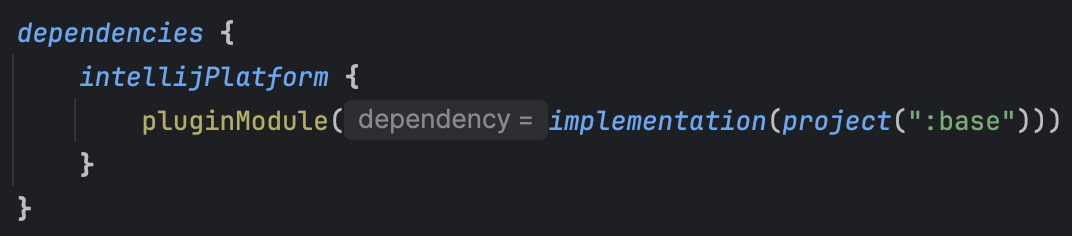 dependencies {
intellijPlatform {
pluginModule( dependency = implementation(project(":base")))
}
}